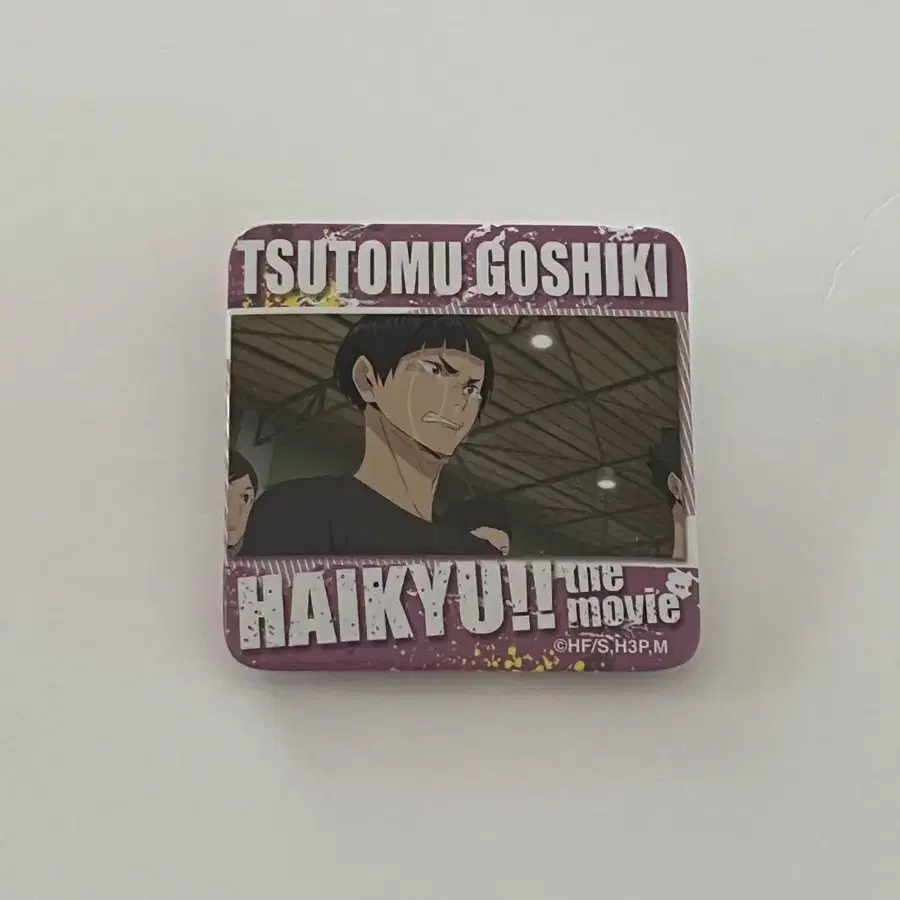 TSUTOMU GOSHIKI
HAIKYU!! the movie
©HF/S,H3P,M